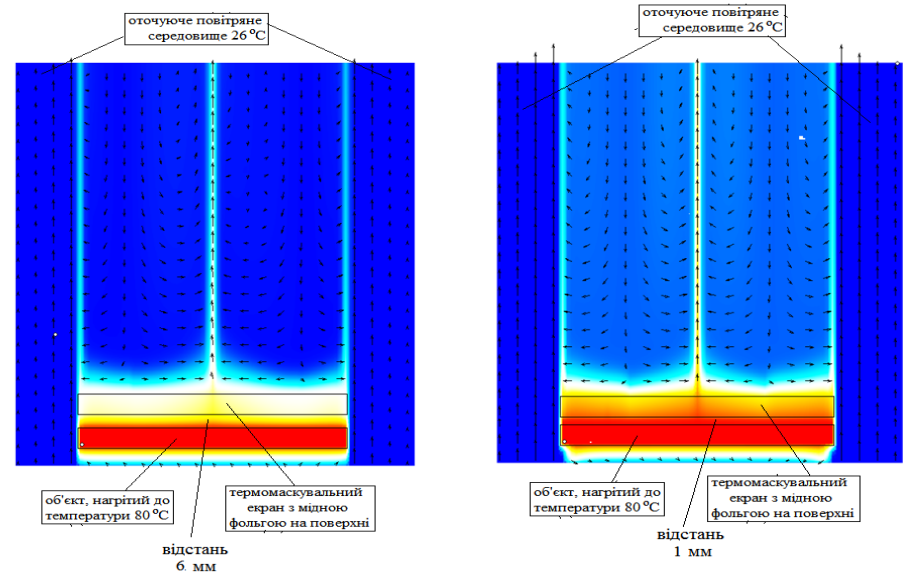 оточуюче повітряне
середовище 26 °С
об'єкт, нагрітий до
температури 80 °С
термомаскувальний
екран з мідною
фольгою на поверхні
відстань
6 мм
оточуюче повітряне
середовище 26 °С
об'єкт, нагрітий до
температури 80 °С
термомаскувальний
екран з мідною
фольгою на поверхні
відстань
1 мм